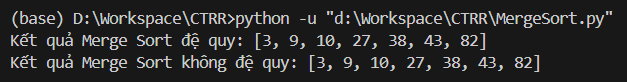 (base) D:\Workspace\CTRR>python -u "d:\Workspace\CTRR\MergeSort.py"
Kết quả Merge Sort đệ quy: [3, 9, 10, 27, 38, 43, 82]
Kết quả Merge Sort không đệ quy: [3, 9, 10, 27, 38, 43, 82]